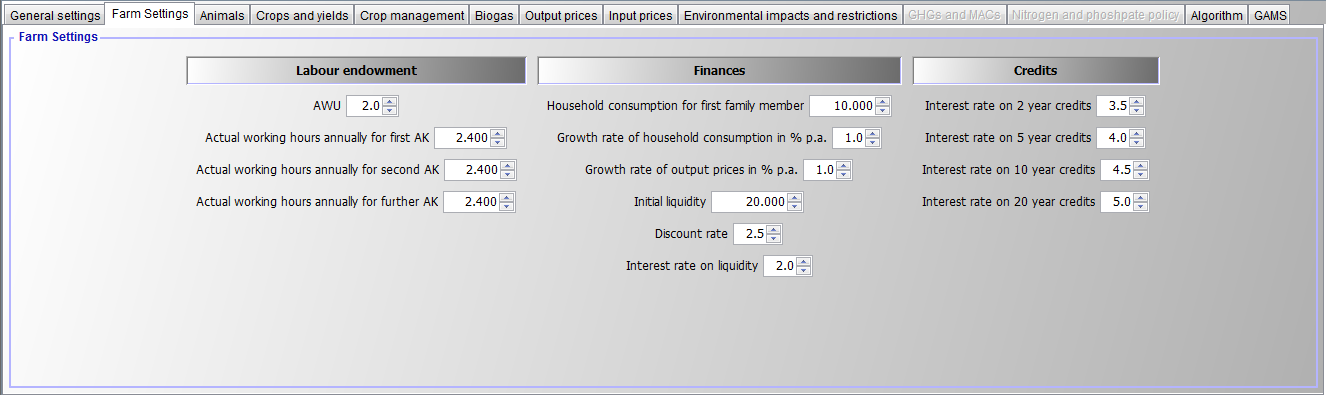 General settings Farm Settings Animals Crops and yields Crop management Biogas Output prices Input prices Environmental impacts and restrictions GHGs and MACs Nitrogen and phoshpate policy Algorithm GAMS
Farm Settings
Labour endowment
AWU 2.0
Actual working hours annually for first AK 2.400
Actual working hours annually for second AK 2.400
Actual working hours annually for further AK 2.400
Finances
Household consumption for first family member 10.000
Growth rate of household consumption in % p.a. 1.0
Growth rate of output prices in % p.a. 1.0
Initial liquidity 20.000
Discount rate 2.5
Interest rate on liquidity 2.0
Credits
Interest rate on 2 year credits 3.5
Interest rate on 5 year credits 4.0
Interest rate on 10 year credits 4.5
Interest rate on 20 year credits 5.0